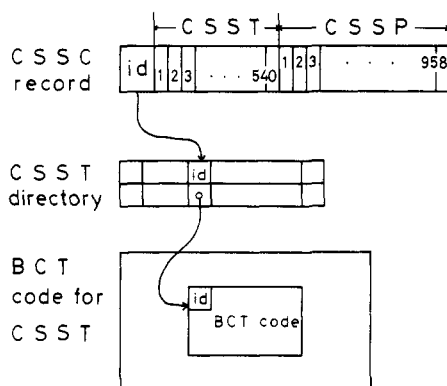 CSST CSSP
CSSC record
id 1 2 3 . . . 540 1 2 3 . . . . 958
CSST directory
id
BCT code for CSST
id
BCT code